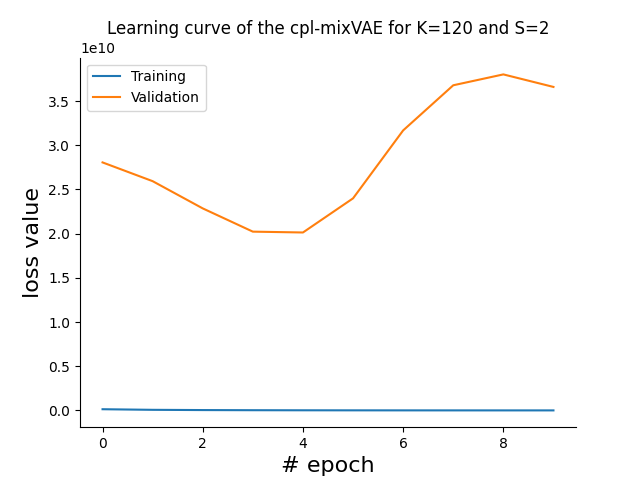 Learning curve of the cpl-mixVAE for K=120 and S=2
1e10
Training
Validation
3.5
3.0
2.5
2.0
1.5
1.0
0.5
0.0
loss value
0 2 4 6 8
# epoch